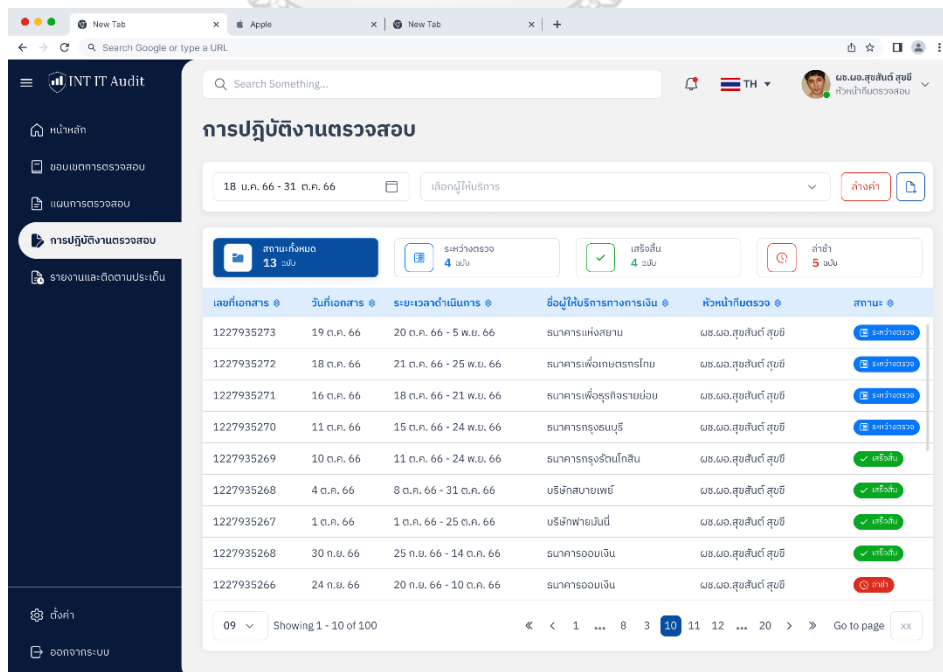 New Tab × Apple × New Tab × +
Search Google or type a URL
INT IT Audit
Search Something...
TH
ผช.ผอ.สุขสันต์ สุขขี
หัวหน้าทีมตรวจสอบ
หน้าหลัก
ขอบเขตการตรวจสอบ
แผนการตรวจสอบ
การปฎิบัติงานตรวจสอบ
รายงานและติดตามประเด็น
ตั้งค่า
ออกจากระบบ
การปฎิบัติงานตรวจสอบ
18 ม.ค. 66 - 31 ต.ค. 66 เลือกผู้ให้บริการ ล้างค่า
สถานะทั้งหมด
13 ฉบับ
ระหว่างตรวจ
4 ฉบับ
เสร็จสิ้น
4 ฉบับ
ล่าช้า
5 ฉบับ
เลขที่เอกสาร วันที่เอกสาร ระยะเวลาดำเนินการ ชื่อผู้ให้บริการทางการเงิน หัวหน้าทีมตรวจ สถานะ
1227935273 19 ต.ค. 66 20 ต.ค. 66 - 5 พ.ย. 66 ธนาคารแห่งสยาม ผช.ผอ.สุขสันต์ สุขขี ระหว่างตรวจ
1227935272 18 ต.ค. 66 21 ต.ค. 66 - 25 พ.ย. 66 ธนาคารเพื่อเกษตรกรไทย ผช.ผอ.สุขสันต์ สุขขี ระหว่างตรวจ
1227935271 16 ต.ค. 66 18 ต.ค. 66 - 21 พ.ย. 66 ธนาคารเพื่อธุรกิจรายย่อย ผช.ผอ.สุขสันต์ สุขขี ระหว่างตรวจ
1227935270 11 ต.ค. 66 15 ต.ค. 66 - 24 พ.ย. 66 ธนาคารกรุงธนบุรี ผช.ผอ.สุขสันต์ สุขขี ระหว่างตรวจ
1227935269 10 ต.ค. 66 11 ต.ค. 66 - 24 พ.ย. 66 ธนาคารกรุงรัตนโกสิน ผช.ผอ.สุขสันต์ สุขขี เสร็จสิ้น
1227935268 4 ต.ค. 66 8 ต.ค. 66 - 31 ต.ค. 66 บริษัทสบายเพย์ ผช.ผอ.สุขสันต์ สุขขี เสร็จสิ้น
1227935267 1 ต.ค. 66 1 ต.ค. 66 - 25 ต.ค. 66 บริษัทฟายมันนี่ ผช.ผอ.สุขสันต์ สุขขี เสร็จสิ้น
1227935268 30 ก.ย. 66 25 ก.ย. 66 - 14 ต.ค. 66 ธนาคารออมเงิน ผช.ผอ.สุขสันต์ สุขขี เสร็จสิ้น
1227935266 24 ก.ย. 66 20 ก.ย. 66 - 10 ต.ค. 66 ธนาคารออมเงิน ผช.ผอ.สุขสันต์ สุขขี ล่าช้า
09 Showing 1 - 10 of 100 « < 1 ... 8 3 10 11 12 ... 20 > » Go to page xx